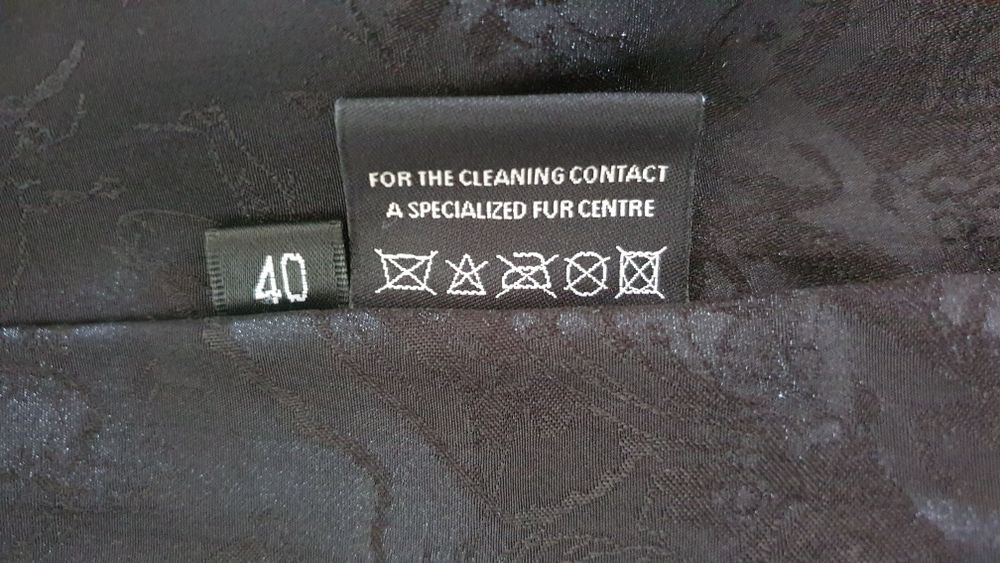 FOR THE CLEANING CONTACT
A SPECIALIZED FUR CENTRE
40